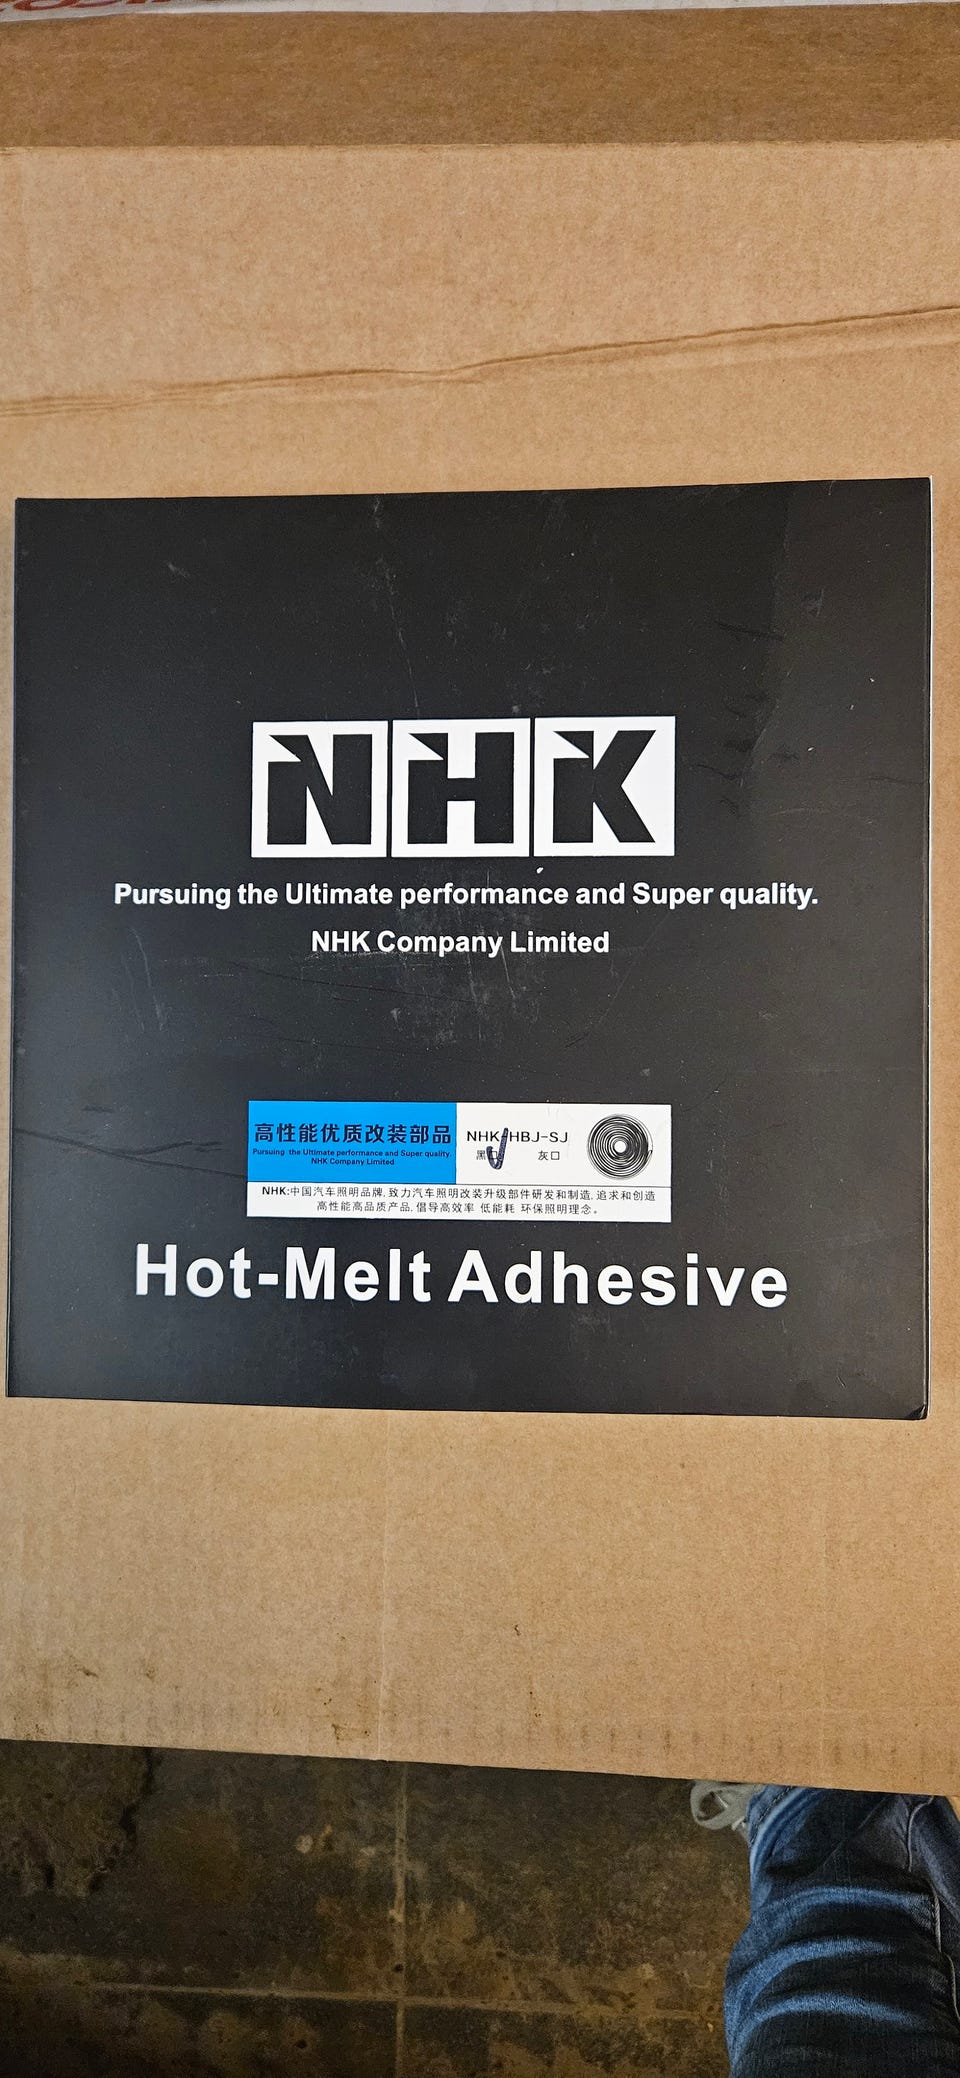 NHK
Pursuing the Ultimate performance and Super quality.
NHK Company Limited
高性能优质改装部品
Pursuing the Ultimate performance and Super quality.
NHK Company Limited
NHK-HBJ-SJ
黑口 灰口
NHK:中国汽车照明品牌, 致力汽车照明改装升级部件研发和制造, 追求和创造
高性能高品质产品, 倡导高效率 低能耗 环保照明理念。
Hot-Melt Adhesive